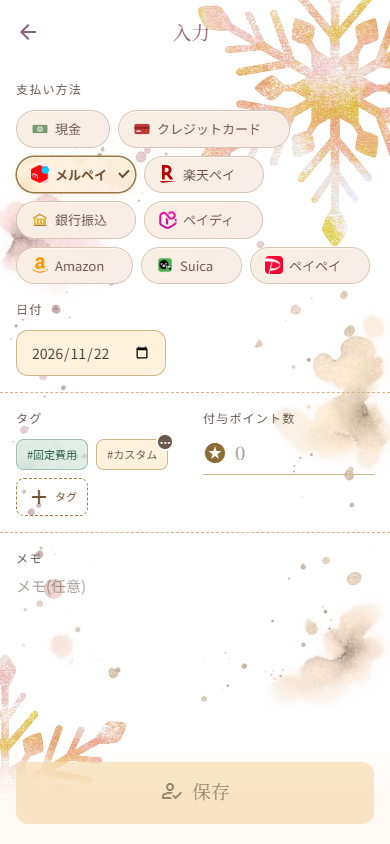 入力
支払い方法
現金
クレジットカード
メルペイ
楽天ペイ
銀行振込
ペイディ
Amazon
Suica
ペイペイ
日付
2026/11/22
タグ
付与ポイント数
#固定費用
#カスタム
0
タグ
メモ
メモ(任意)
保存